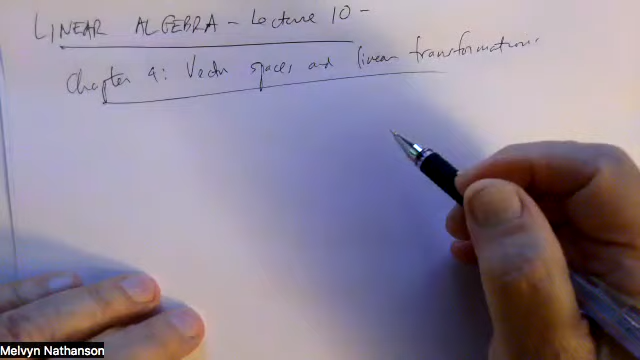 LINEAR ALGEBRA - Lecture 10 -
Chapter 4: Vector spaces and linear transformations.
Melvyn Nathanson